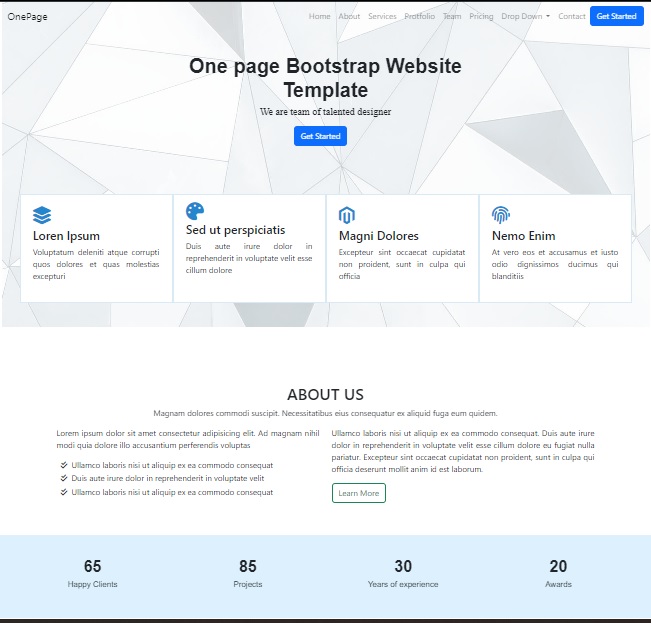 OnePage
Home About Services Portfolio Team Pricing Drop Down Contact Get Started
One page Bootstrap Website
Template
We are team of talented designer
Get Started
Loren Ipsum
Voluptatum deleniti atque corrupti
quos dolores et quas molestias
excepturi
Sed ut perspiciatis
Duis aute irure dolor in
reprehenderit in voluptate velit esse
cillum dolore
Magni Dolores
Excepteur sint occaecat cupidatat
non proident, sunt in culpa qui
officia
Nemo Enim
At vero eos et accusamus et iusto
odio dignissimos ducimus qui
blanditiis
ABOUT US
Magnam dolores commodi suscipit. Necessitatibus eius consequatur ex aliquid fuga eum quidem.
Lorem ipsum dolor sit amet consectetur adipisicing elit. Ad magnam nihil
modi quia dolore illo accusantium perferendis voluptas
Ullamco laboris nisi ut aliquip ex ea commodo consequat
Duis aute irure dolor in reprehenderit in voluptate velit
Ullamco laboris nisi ut aliquip ex ea commodo consequat
Ullamco laboris nisi ut aliquip ex ea commodo consequat. Duis aute irure
dolor in reprehenderit in voluptate velit esse cillum dolore eu fugiat nulla
pariatur. Excepteur sint occaecat cupidatat non proident, sunt in culpa qui
officia deserunt mollit anim id est laborum.
Learn More
65
Happy Clients
85
Projects
30
Years of experience
20
Awards